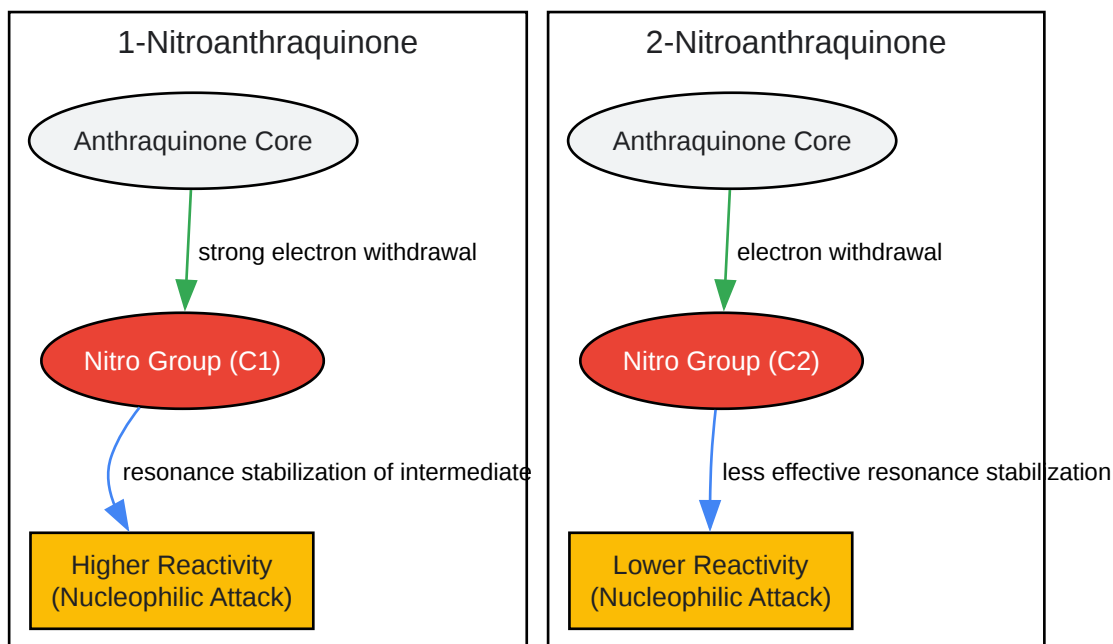 1-Nitroanthraquinone
Anthraquinone Core
strong electron withdrawal
Nitro Group (C1)
resonance stabilization of intermediate
Higher Reactivity
(Nucleophilic Attack)
2-Nitroanthraquinone
Anthraquinone Core
electron withdrawal
Nitro Group (C2)
less effective resonance stabilization
Lower Reactivity
(Nucleophilic Attack)